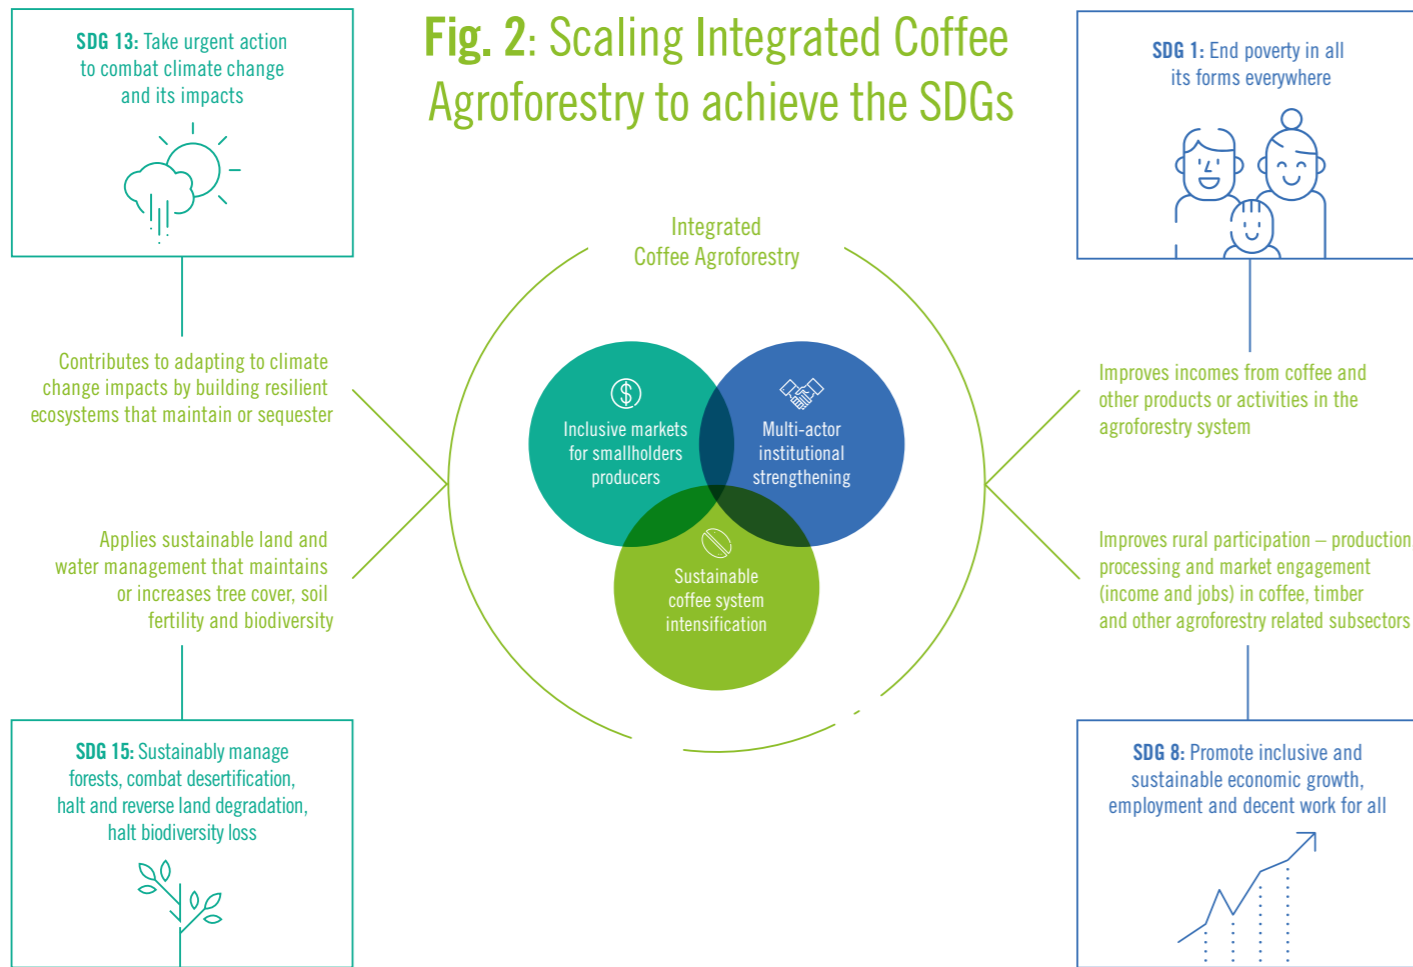 Fig. 2: Scaling Integrated Coffee
Agroforestry to achieve the SDGs
SDG 13: Take urgent action
to combat climate change
and its impacts
SDG 1: End poverty in all
its forms everywhere
Integrated
Coffee Agroforestry
Contributes to adapting to climate
change impacts by building resilient
ecosystems that maintain or sequester
Inclusive markets
for smallholders
producers
Multi-actor
institutional
strengthening
Improves incomes from coffee and
other products or activities in the
agroforestry system
Applies sustainable land and
water management that maintains
or increases tree cover, soil
fertility and biodiversity
Sustainable
coffee system
intensification
Improves rural participation – production
processing and market engagement
(income and jobs) in coffee, timber
and other agroforestry related subsectors
SDG 15: Sustainably manage
forests, combat desertification,
halt and reverse land degradation,
halt biodiversity loss
SDG 8: Promote inclusive and
sustainable economic growth,
employment and decent work for all